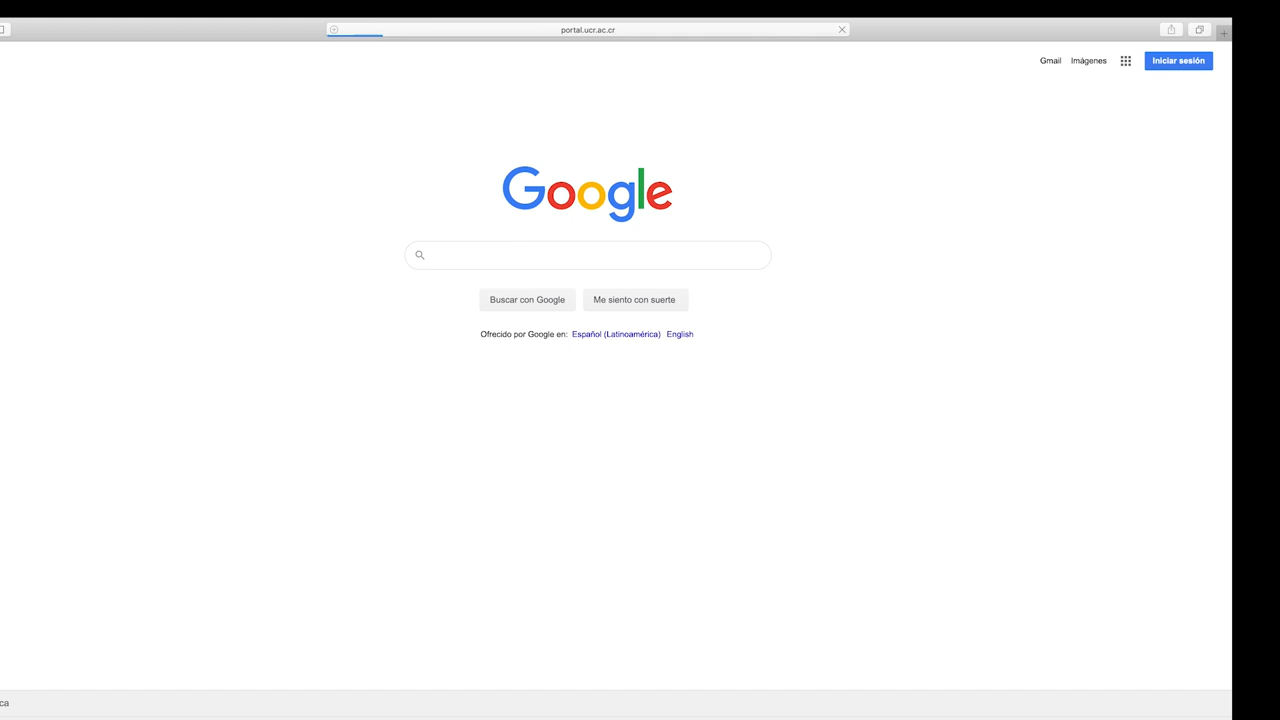 portal.ucr.ac.cr
Gmail Imágenes Iniciar sesión
Google
Buscar con Google Me siento con suerte
Ofrecido por Google en: Español (Latinoamérica) English
ca